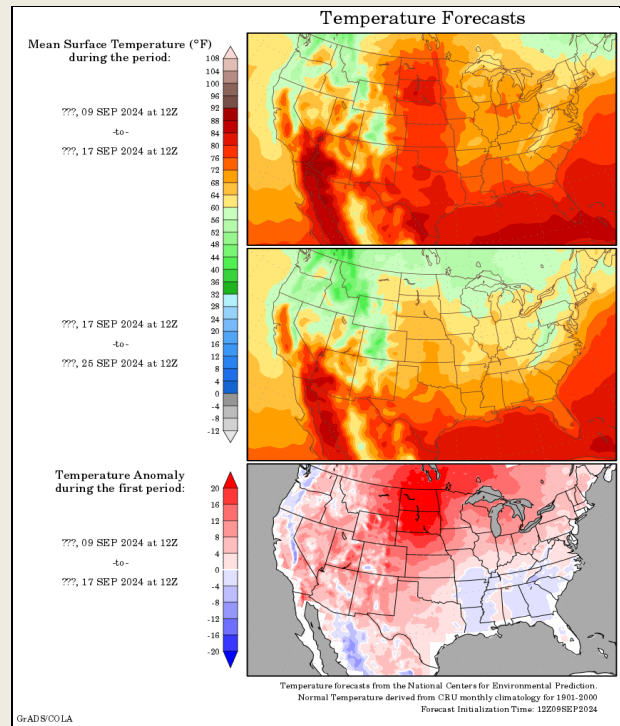 Temperature Forecasts
Mean Surface Temperature (°F)
during the period:
???, 09 SEP 2024 at 12Z
-to-
???, 17 SEP 2024 at 12Z
108
104
100
96
92
88
84
80
76
72
68
64
60
56
52
48
44
40
36
32
28
24
20
16
12
8
4
0
-4
-8
-12
???, 17 SEP 2024 at 12Z
-to-
???, 25 SEP 2024 at 12Z
Temperature Anomaly
during the first period:
???, 09 SEP 2024 at 12Z
-to-
???, 17 SEP 2024 at 12Z
20
16
12
8
4
0
-4
-8
-12
-16
-20
Temperature forecasts from the National Centers for Environmental Prediction.
Normal Temperature derived from CRU monthly climatology for 1901-2000
Forecast Initialization Time: 12Z09SEP2024
GrADS/COLA